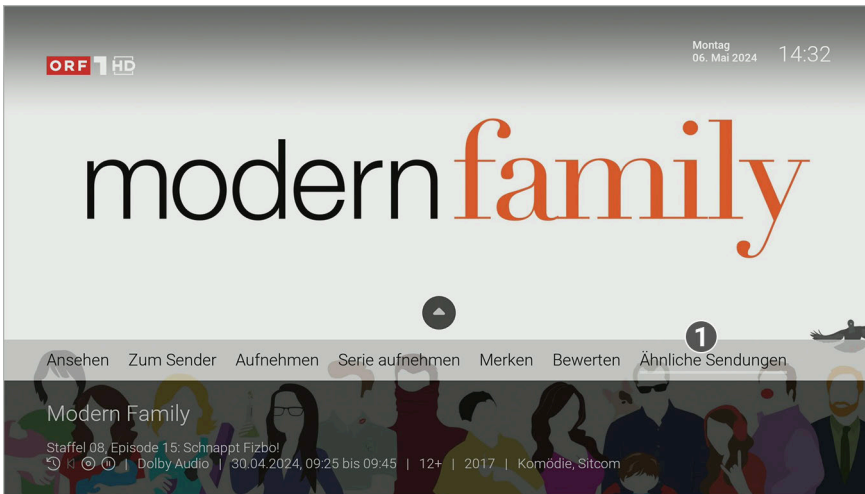 ORF 1 HD
Montag
06. Mai 2024 14:32
modern family
1
Ansehen Zum Sender Aufnehmen Serie aufnehmen Merken Bewerten Ähnliche Sendungen
Modern Family
Staffel 08, Episode 15: Schnappt Fizbo!
| Dolby Audio | 30.04.2024, 09:25 bis 09:45 | 12+ | 2017 | Komödie, Sitcom